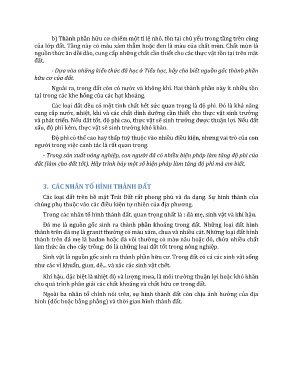 b) Thành phần hữu cơ chiếm một tỉ lệ nhỏ, tồn tại chủ yếu trong tầng trên cùng
của lớp đất. Tầng này có màu xám thẫm hoặc đen là màu của chất mùn. Chất mùn là
nguồn thức ăn dồi dào, cung cấp những chất cần thiết cho các thực vật tồn tại trên mặt
đất.
- Dựa vào những kiến thức đã học ở Tiểu học, hãy cho biết nguồn gốc thành phần
hữu cơ của đất.
Ngoài ra, trong đất còn có nước và không khí. Hai thành phần này ít nhiều tồn
tại trong các khe hổng của các hạt khoáng.
Các loại đất đều có một tính chất hết sức quan trọng là độ phì. Đó là khả năng
cung cấp nước, nhiệt, khí và các chất dinh dưỡng cần thiết cho thực vật sinh trưởng
và phát triển. Nếu đất tốt, độ phì cao, thực vật sẽ sinh trưởng được thuận lợi. Nếu đất
xấu, độ phì kém, thực vật sẽ sinh trưởng khó khăn.
Độ phì có thể cao hay thấp tuỳ thuộc vào nhiều điều kiện, nhưng vai trò của con
người trong việc canh tác là rất quan trọng.
- Trong sản xuất nông nghiệp, con người đã có nhiều biện pháp làm tăng độ phì của
đất (làm cho đất tốt). Hãy trình bày một số biện pháp làm tăng độ phì mà em biết.
3. CÁC NHÂN TỐ HÌNH THÀNH ĐẤT
Các loại đất trên bề mặt Trái Đất rất phong phú và đa dạng. Sự hình thành của
chúng phụ thuộc vào các điều kiện tự nhiên của địa phương.
Trong các nhân tố hình thành đất, quan trọng nhất là : đá mẹ, sinh vật và khí hậu.
Đá mẹ là nguồn gốc sinh ra thành phần khoáng trong đất. Những loại đất hình
thành trên đá mẹ là granit thường có màu xám, chua và nhiều cát. Những loại đất hình
thành trên đá mẹ là badan hoặc đá vôi thường có màu nâu hoặc đỏ, chứa nhiều chất
làm thức ăn cho cây trồng; đó là những loại đất tốt trong nông nghiệp.
Sinh vật là nguồn gốc sinh ra thành phần hữu cơ. Trong đất có cả các sinh vật sống
như các vi khuẩn, giun, dế... và xác các sinh vật chết.
Khí hậu, đặc biệt là nhiệt độ và lượng mưa, là môi trường thuận lợi hoặc khó khăn
cho quá trình phân giải các chất khoáng và chất hữu cơ trong đất.
Ngoài ba nhân tố chính nói trên, sự hình thành đất còn chịu ảnh hưởng của địa
hình (dốc hoặc bằng phẳng) và thời gian hình thành đất.